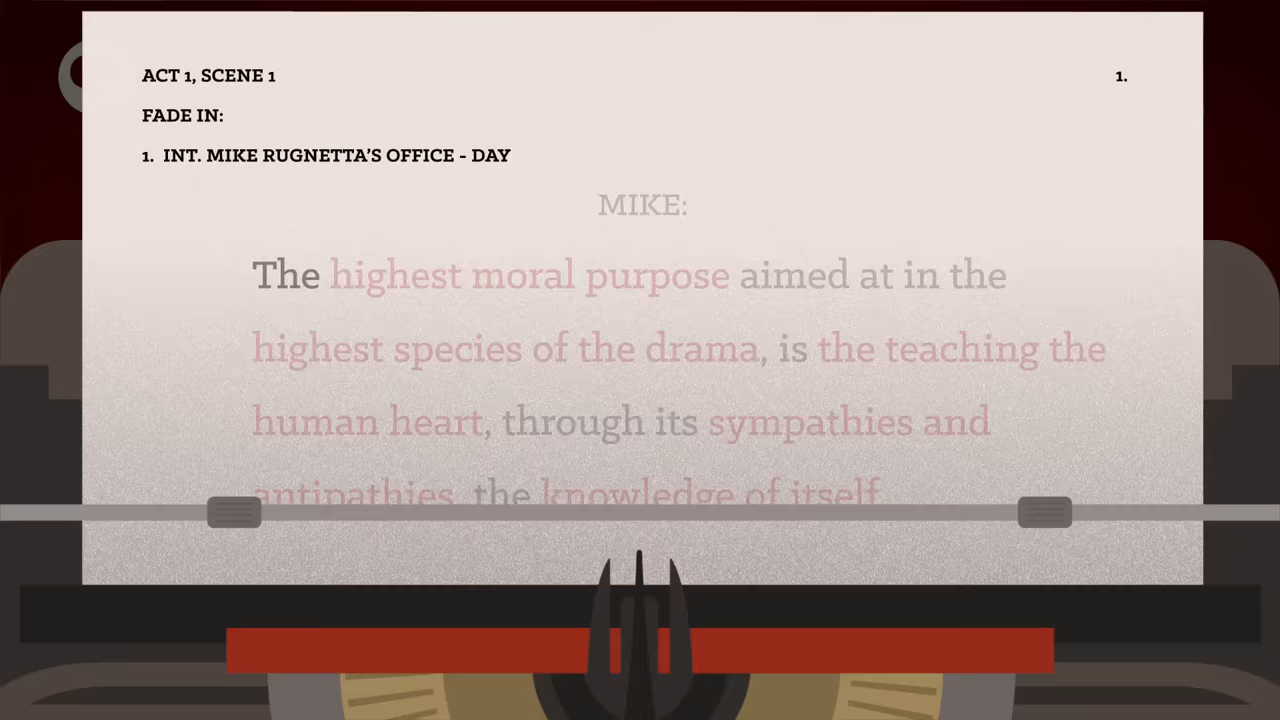 ACT 1, SCENE 1 1.
FADE IN:
1. INT. MIKE RUGNETTA’S OFFICE - DAY
MIKE:
The highest moral purpose aimed at in the
highest species of the drama, is the teaching the
human heart, through its sympathies and
antipathies, the knowledge of itself